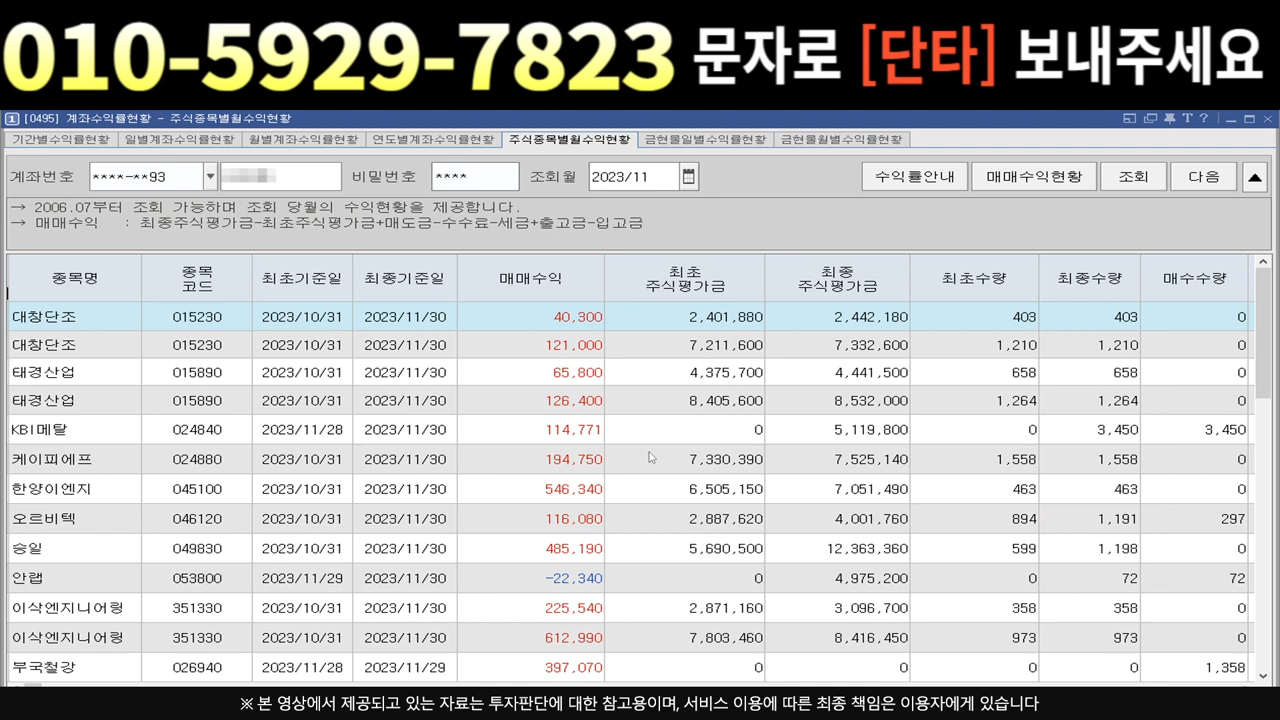 010-5929-7823 문자로 [단타] 보내주세요
1 [0495] 계좌수익률현황 - 주식종목별월수익현황
기간별수익률현황 일별계좌수익률현황 월별계좌수익률현황 연도별계좌수익률현황 주식종목별월수익현황 금현물일별수익률현황 금현물월별수익률현황
계좌번호 ****-**93 비밀번호 **** 조회월 2023/11 수익률안내 매매수익현황 조회 다음
→ 2006.07부터 조회 가능하며 조회 당월의 수익현황을 제공합니다.
→ 매매수익 : 최종주식평가금-최초주식평가금+매도금-수수료-세금+출고금-입고금
종목명 종목코드 최초기준일 최종기준일 매매수익 최초주식평가금 최종주식평가금 최초수량 최종수량 매수수량
대창단조 015230 2023/10/31 2023/11/30 40,300 2,401,880 2,442,180 403 403 0
대창단조 015230 2023/10/31 2023/11/30 121,000 7,211,600 7,332,600 1,210 1,210 0
태경산업 015890 2023/10/31 2023/11/30 65,800 4,375,700 4,441,500 658 658 0
태경산업 015890 2023/10/31 2023/11/30 126,400 8,405,600 8,532,000 1,264 1,264 0
KBI메탈 024840 2023/11/28 2023/11/30 114,771 0 5,119,800 0 3,450 3,450
케이피에프 024880 2023/10/31 2023/11/30 194,750 7,330,390 7,525,140 1,558 1,558 0
한양이엔지 045100 2023/10/31 2023/11/30 546,340 6,505,150 7,051,490 463 463 0
오르비텍 046120 2023/10/31 2023/11/30 116,080 2,887,620 4,001,760 894 1,191 297
승일 049830 2023/10/31 2023/11/30 485,190 5,690,500 12,363,360 599 1,198 0
안랩 053800 2023/11/29 2023/11/30 -22,340 0 4,975,200 0 72 72
이삭엔지니어링 351330 2023/10/31 2023/11/30 225,540 2,871,160 3,096,700 358 358 0
이삭엔지니어링 351330 2023/10/31 2023/11/30 612,990 7,803,460 8,416,450 973 973 0
부국철강 026940 2023/11/28 2023/11/29 397,070 0 0 0 0 1,358
※ 본 영상에서 제공되고 있는 자료는 투자판단에 대한 참고용이며, 서비스 이용에 따른 최종 책임은 이용자에게 있습니다